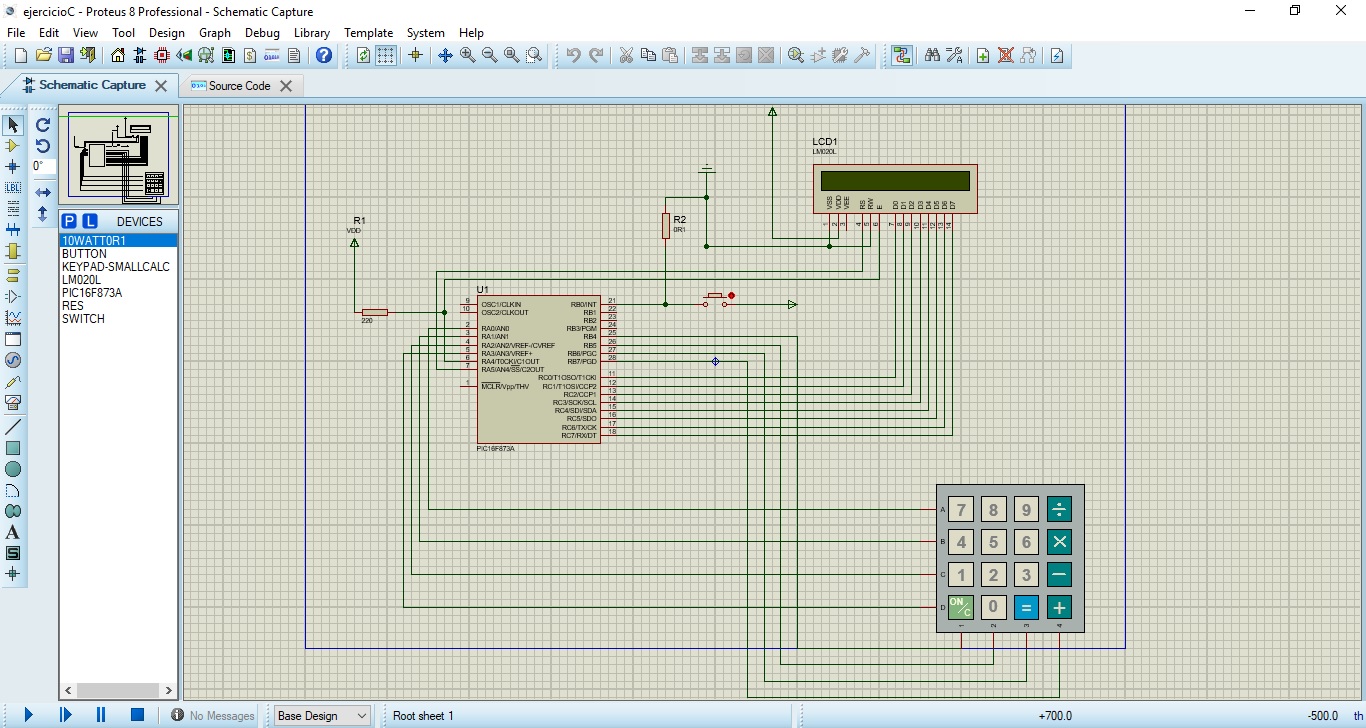 ejercicioC - Proteus 8 Professional - Schematic Capture
File Edit View Tool Design Graph Debug Library Template System Help
Schematic Capture
Source Code
0°
LBL
P L DEVICES
10WATT0R1
BUTTON
KEYPAD-SMALLCALC
LM020L
PIC16F873A
RES
SWITCH
A
S
LCD1
LM020L
VSS VDD VEE RS RW E D0 D1 D2 D3 D4 D5 D6 D7
1 2 3 4 5 6 7 8 9 10 11 12 13 14
R1
VDD
220
R2
0R1
U1
9 OSC1/CLKIN RB0/INT 21
10 OSC2/CLKOUT RB1 22
RB2 23
2 RA0/AN0 RB3/PGM 24
3 RA1/AN1 RB4 25
4 RA2/AN2/VREF-/CVREF RB5 26
5 RA3/AN3/VREF+ RB6/PGC 27
6 RA4/T0CKI/C1OUT RB7/PGD 28
7 RA5/AN4/SS/C2OUT
RC0/T1OSO/T1CKI 11
1 MCLR/Vpp/THV RC1/T1OSI/CCP2 12
RC2/CCP1 13
RC3/SCK/SCL 14
RC4/SDI/SDA 15
RC5/SDO 16
RC6/TX/CK 17
RC7/RX/DT 18
PIC16F873A
A 7 8 9 ÷
B 4 5 6 ×
C 1 2 3 −
D ON/C 0 = +
1 2 3 4
No Messages
Base Design
Root sheet 1
+700.0
-500.0
th